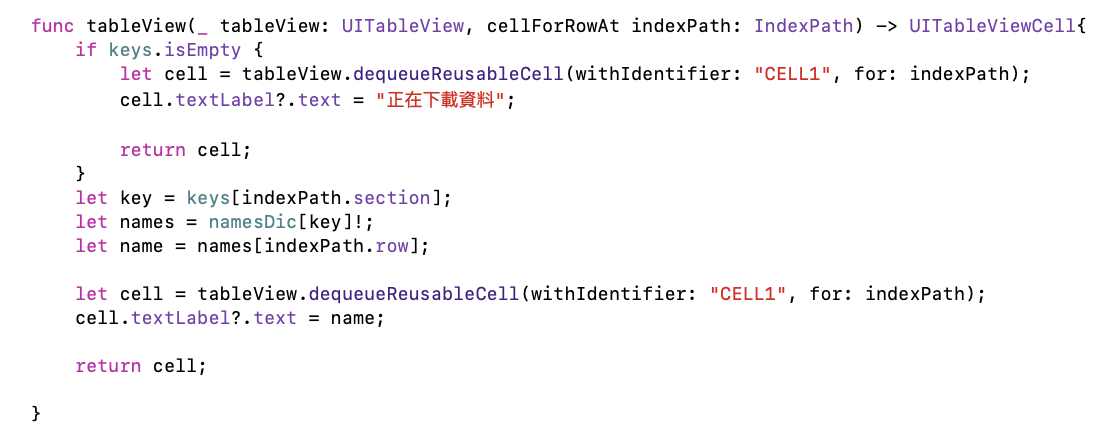 func tableView(_ tableView: UITableView, cellForRowAt indexPath: IndexPath) -> UITableViewCell{
    if keys.isEmpty {
        let cell = tableView.dequeueReusableCell(withIdentifier: "CELL1", for: indexPath);
        cell.textLabel?.text = "正在下載資料";

        return cell;
    }
    let key = keys[indexPath.section];
    let names = namesDic[key]!;
    let name = names[indexPath.row];

    let cell = tableView.dequeueReusableCell(withIdentifier: "CELL1", for: indexPath);
    cell.textLabel?.text = name;

    return cell;

}